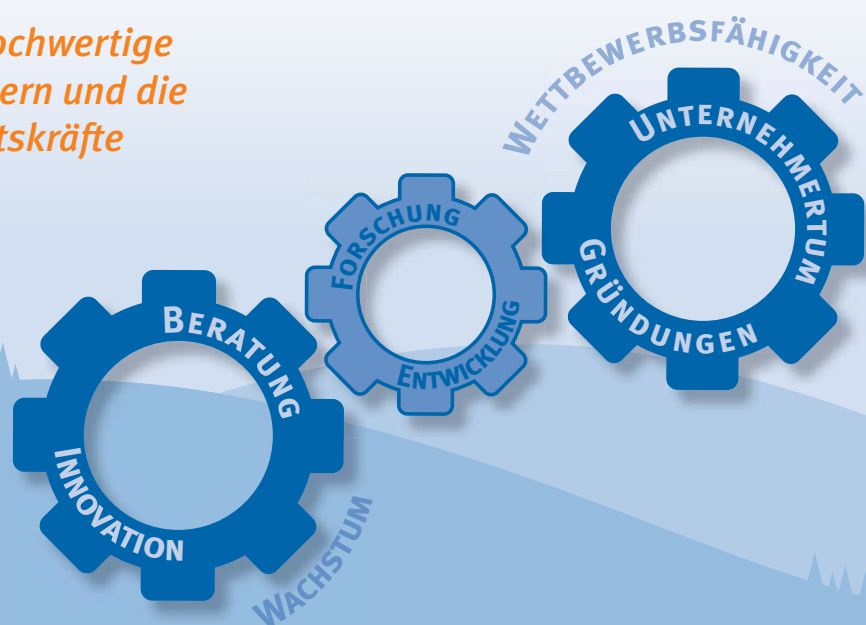 ochwertige
ern und die
tskräfte
WETTBEWERBSFÄHIGKEIT
UNTERNEHMERTUM
GRÜNDUNGEN
FORSCHUNG
ENTWICKLUNG
BERATUNG
INNOVATION
WACHSTUM